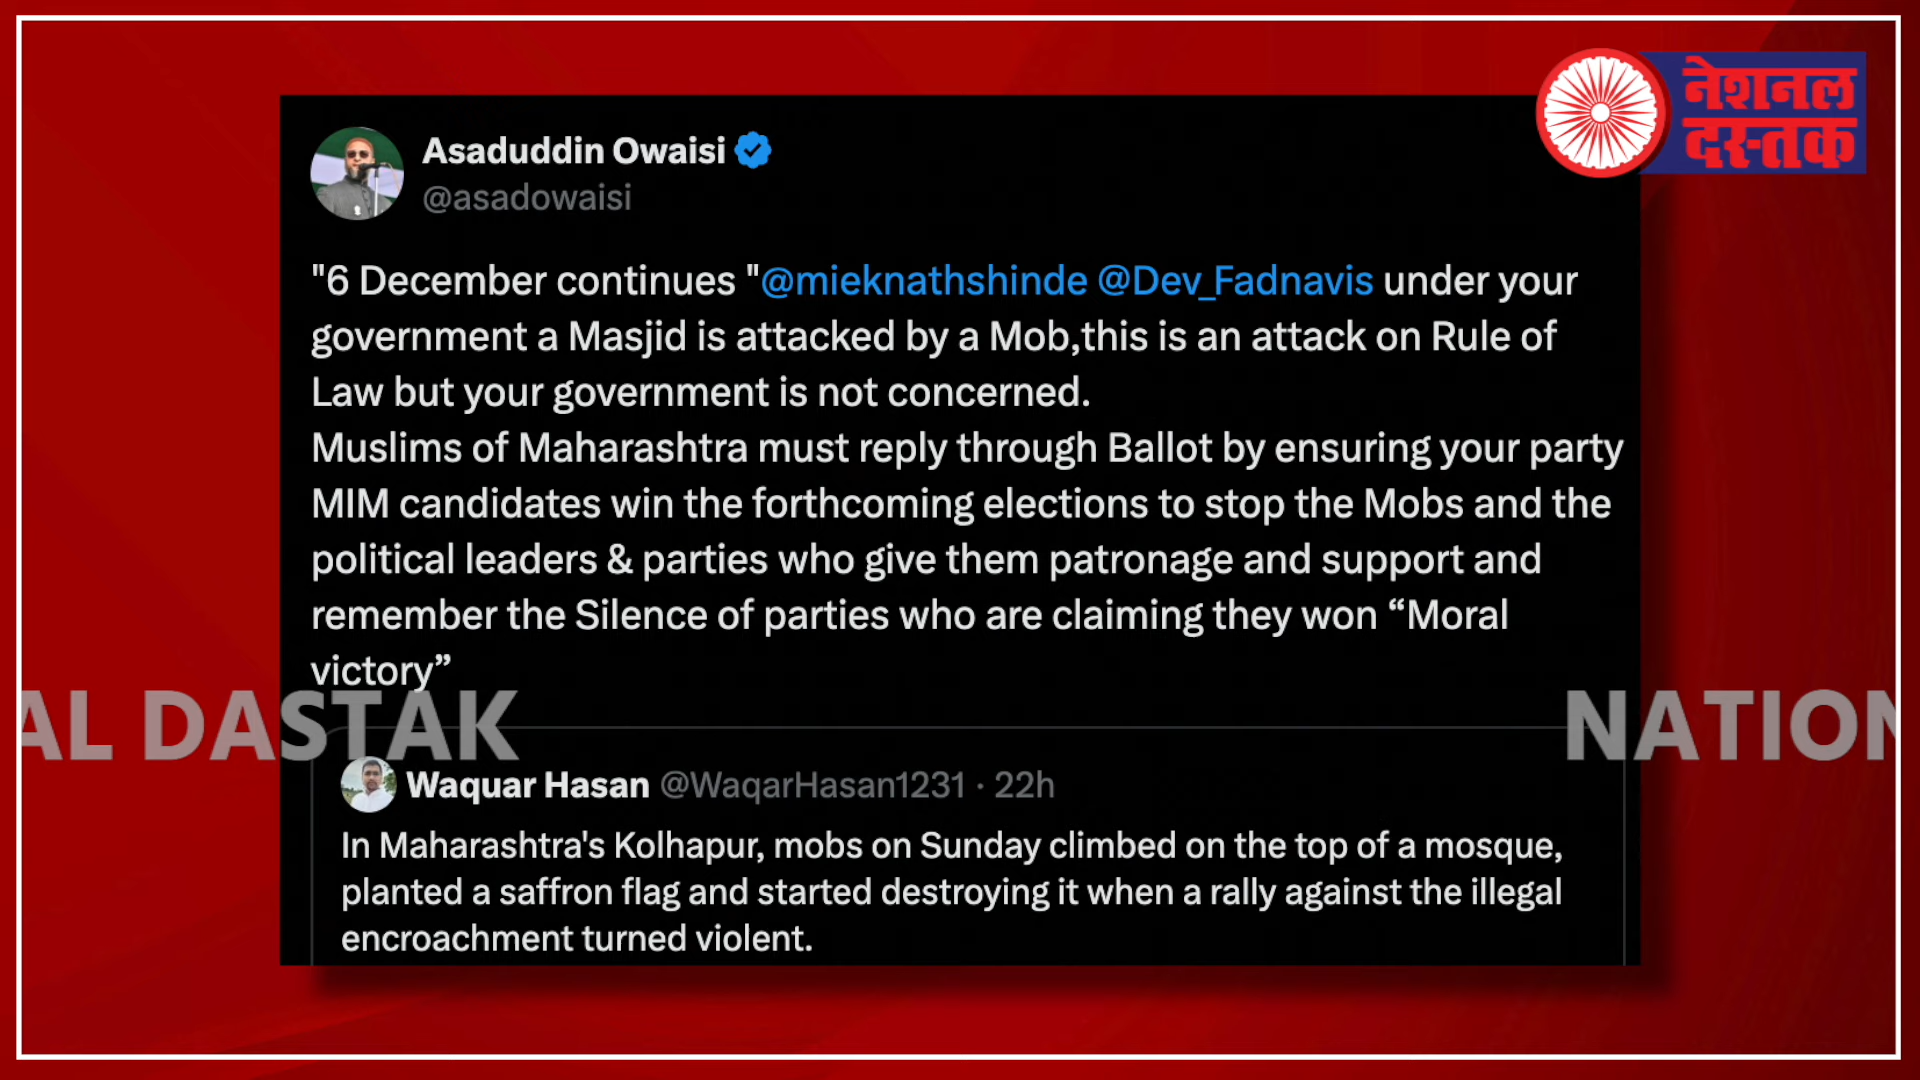 नेशनल
दस्तक
Asaduddin Owaisi
@asadowaisi
"6 December continues "@mieknathshinde @Dev_Fadnavis under your
government a Masjid is attacked by a Mob,this is an attack on Rule of
Law but your government is not concerned.
Muslims of Maharashtra must reply through Ballot by ensuring your party
MIM candidates win the forthcoming elections to stop the Mobs and the
political leaders & parties who give them patronage and support and
remember the Silence of parties who are claiming they won “Moral
victory”
AL DASTAK NATION
Waquar Hasan @WaqarHasan1231 · 22h
In Maharashtra's Kolhapur, mobs on Sunday climbed on the top of a mosque,
planted a saffron flag and started destroying it when a rally against the illegal
encroachment turned violent.